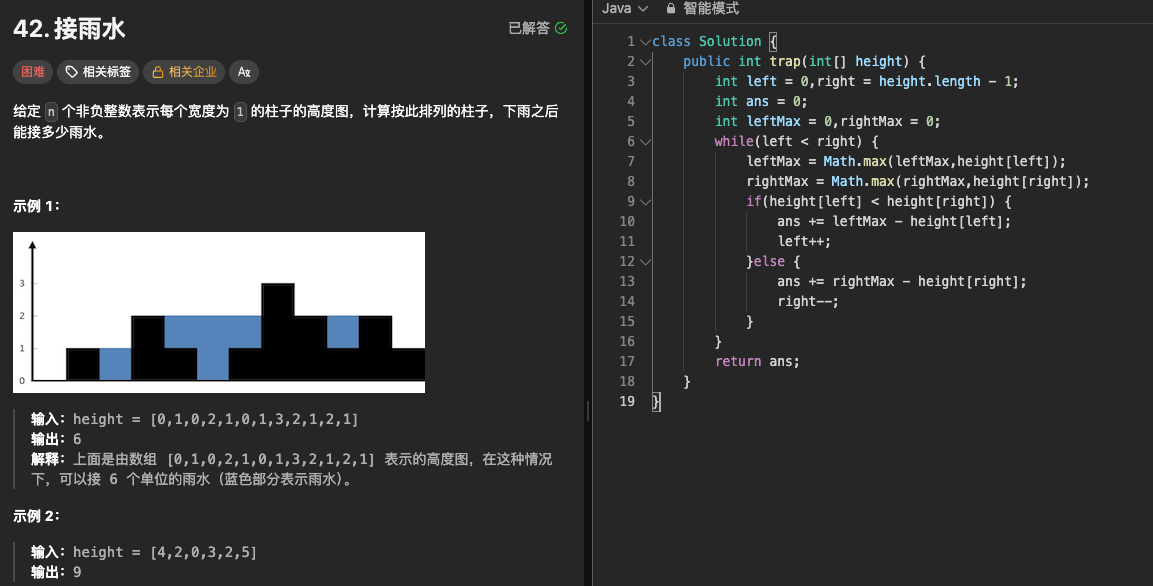 42. 接雨水
已解答
困难 相关标签 相关企业 Az
给定 n 个非负整数表示每个宽度为 1 的柱子的高度图，计算按此排列的柱子，下雨之后
能接多少雨水。
示例 1：
3
2
1
0
输入：height = [0,1,0,2,1,0,1,3,2,1,2,1]
输出：6
解释：上面是由数组 [0,1,0,2,1,0,1,3,2,1,2,1] 表示的高度图，在这种情况
下，可以接 6 个单位的雨水（蓝色部分表示雨水）。
示例 2：
输入：height = [4,2,0,3,2,5]
输出：9
Java 智能模式
1 class Solution {
2 public int trap(int[] height) {
3 int left = 0,right = height.length - 1;
4 int ans = 0;
5 int leftMax = 0,rightMax = 0;
6 while(left < right) {
7 leftMax = Math.max(leftMax,height[left]);
8 rightMax = Math.max(rightMax,height[right]);
9 if(height[left] < height[right]) {
10 ans += leftMax - height[left];
11 left++;
12 }else {
13 ans += rightMax - height[right];
14 right--;
15 }
16 }
17 return ans;
18 }
19 }